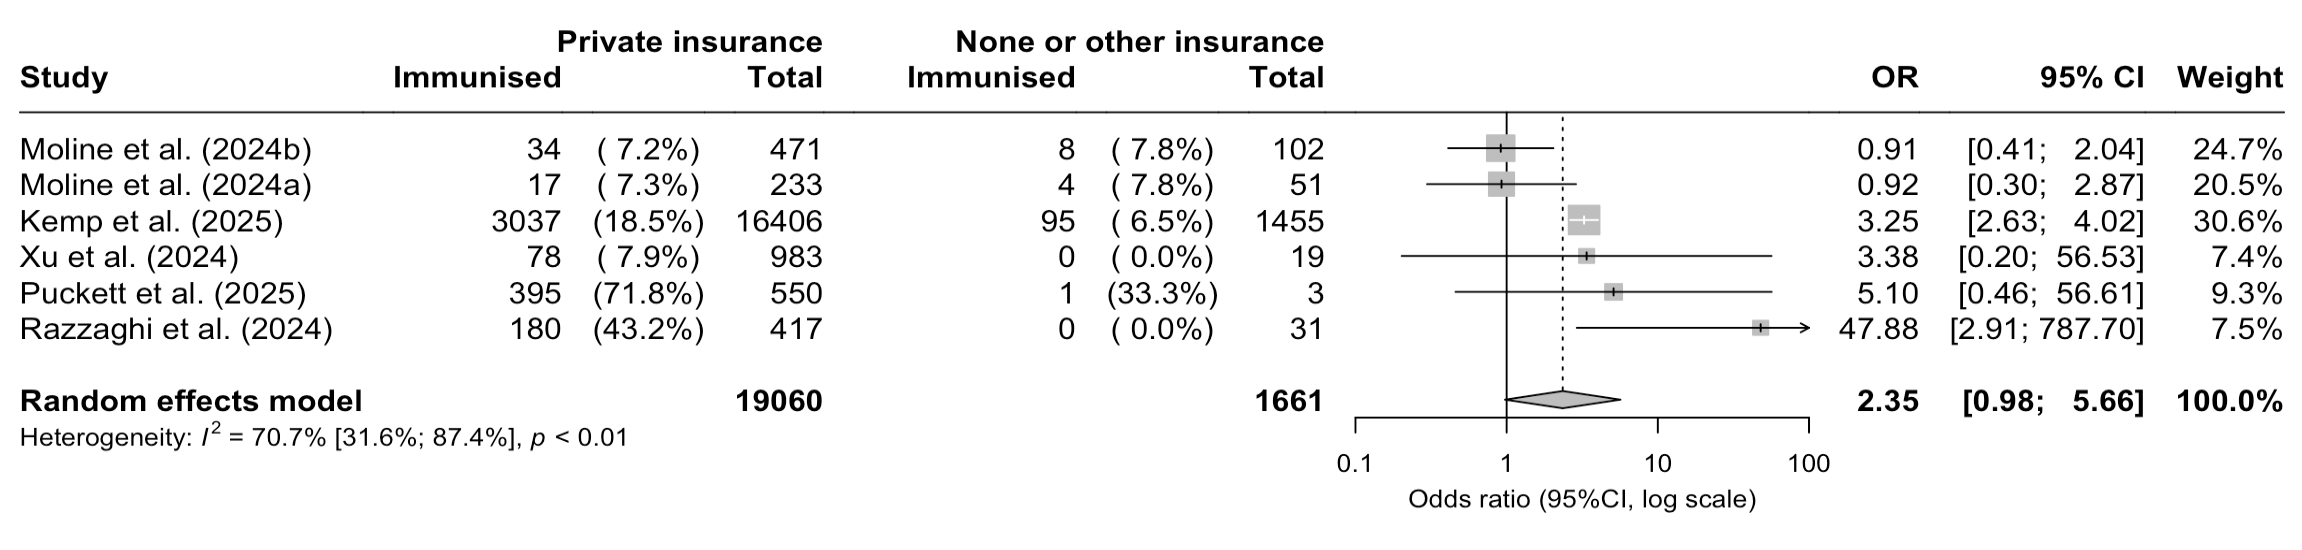 Private insurance None or other insurance
Study Immunised Total Immunised Total OR 95% CI Weight
Moline et al. (2024b) 34 ( 7.2%) 471 8 ( 7.8%) 102 0.91 [0.41; 2.04] 24.7%
Moline et al. (2024a) 17 ( 7.3%) 233 4 ( 7.8%) 51 0.92 [0.30; 2.87] 20.5%
Kemp et al. (2025) 3037 (18.5%) 16406 95 ( 6.5%) 1455 3.25 [2.63; 4.02] 30.6%
Xu et al. (2024) 78 ( 7.9%) 983 0 ( 0.0%) 19 3.38 [0.20; 56.53] 7.4%
Puckett et al. (2025) 395 (71.8%) 550 1 (33.3%) 3 5.10 [0.46; 56.61] 9.3%
Razzaghi et al. (2024) 180 (43.2%) 417 0 ( 0.0%) 31 47.88 [2.91; 787.70] 7.5%
Random effects model 19060 1661 2.35 [0.98; 5.66] 100.0%
Heterogeneity: I² = 70.7% [31.6%; 87.4%], p < 0.01
0.1 1 10 100
Odds ratio (95%CI, log scale)